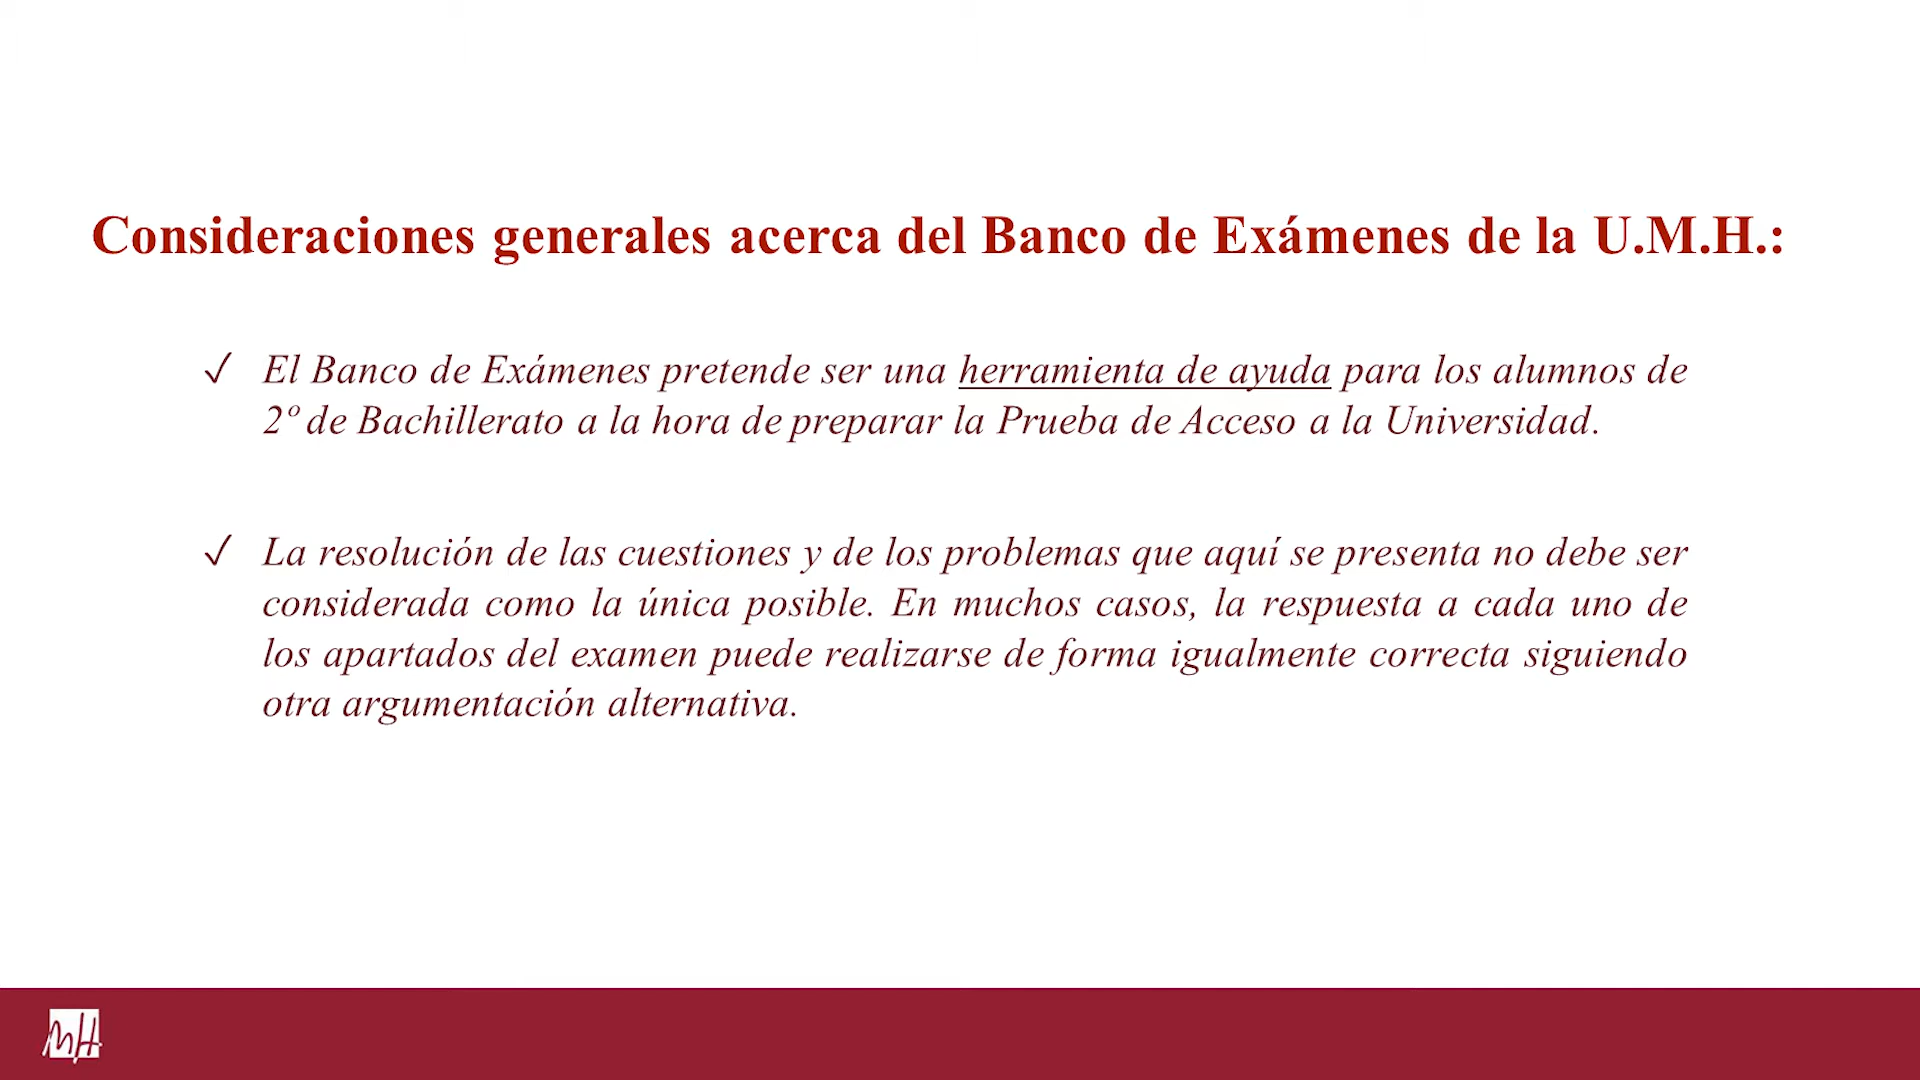 Consideraciones generales acerca del Banco de Exámenes de la U.M.H.:
✓ El Banco de Exámenes pretende ser una herramienta de ayuda para los alumnos de
2º de Bachillerato a la hora de preparar la Prueba de Acceso a la Universidad.
✓ La resolución de las cuestiones y de los problemas que aquí se presenta no debe ser
considerada como la única posible. En muchos casos, la respuesta a cada uno de
los apartados del examen puede realizarse de forma igualmente correcta siguiendo
otra argumentación alternativa.
MH